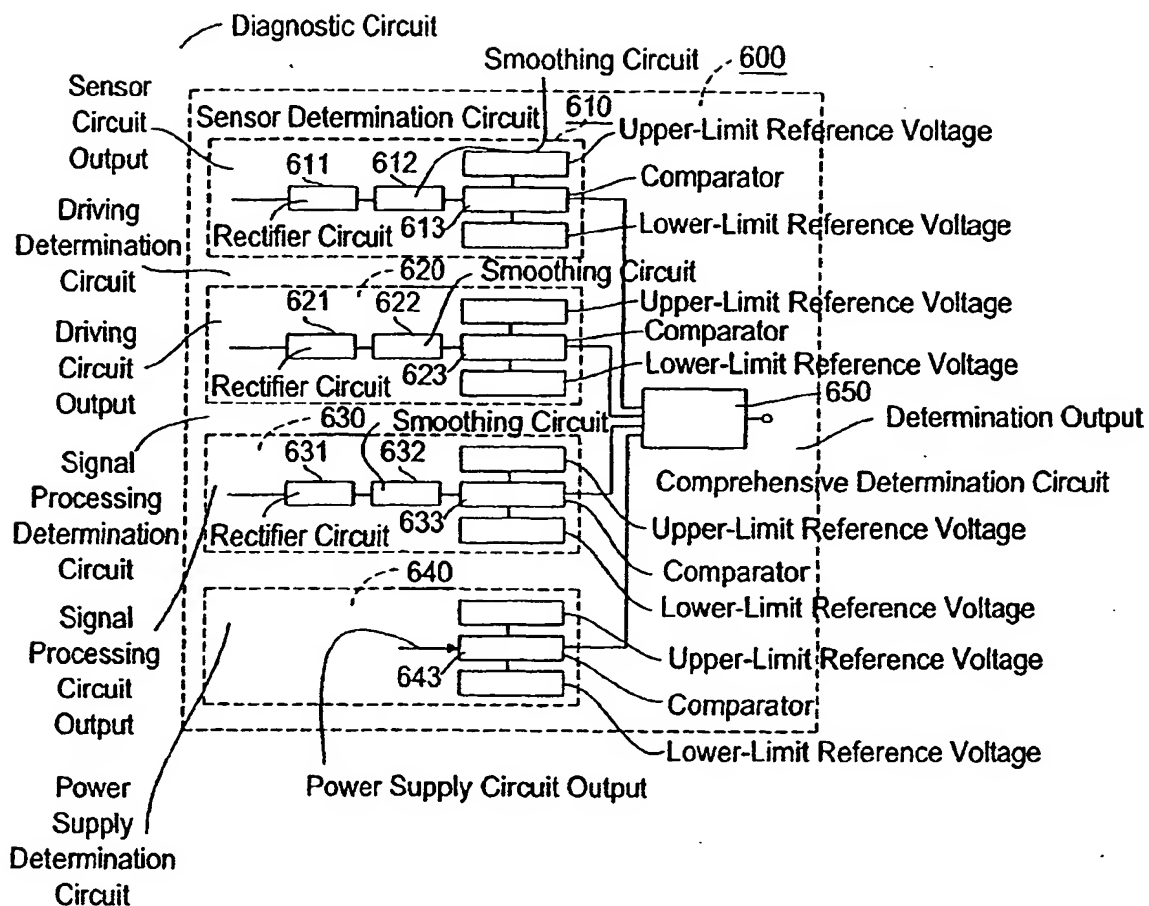 Diagnostic Circuit
Smoothing Circuit
600
Sensor
Circuit
Output
Sensor Determination Circuit
610
Upper-Limit Reference Voltage
611
612
Comparator
Rectifier Circuit
613
Lower-Limit Reference Voltage
Driving
Determination
Circuit
620
Smoothing Circuit
621
622
Upper-Limit Reference Voltage
Comparator
Driving
Circuit
Output
Rectifier Circuit
623
Lower-Limit Reference Voltage
650
Determination Output
630
Smoothing Circuit
631
632
Signal
Processing
Determination
Circuit
Comprehensive Determination Circuit
Rectifier Circuit
633
Upper-Limit Reference Voltage
Comparator
640
Lower-Limit Reference Voltage
Signal
Processing
Circuit
Output
643
Upper-Limit Reference Voltage
Comparator
Lower-Limit Reference Voltage
Power Supply Circuit Output
Power
Supply
Determination
Circuit